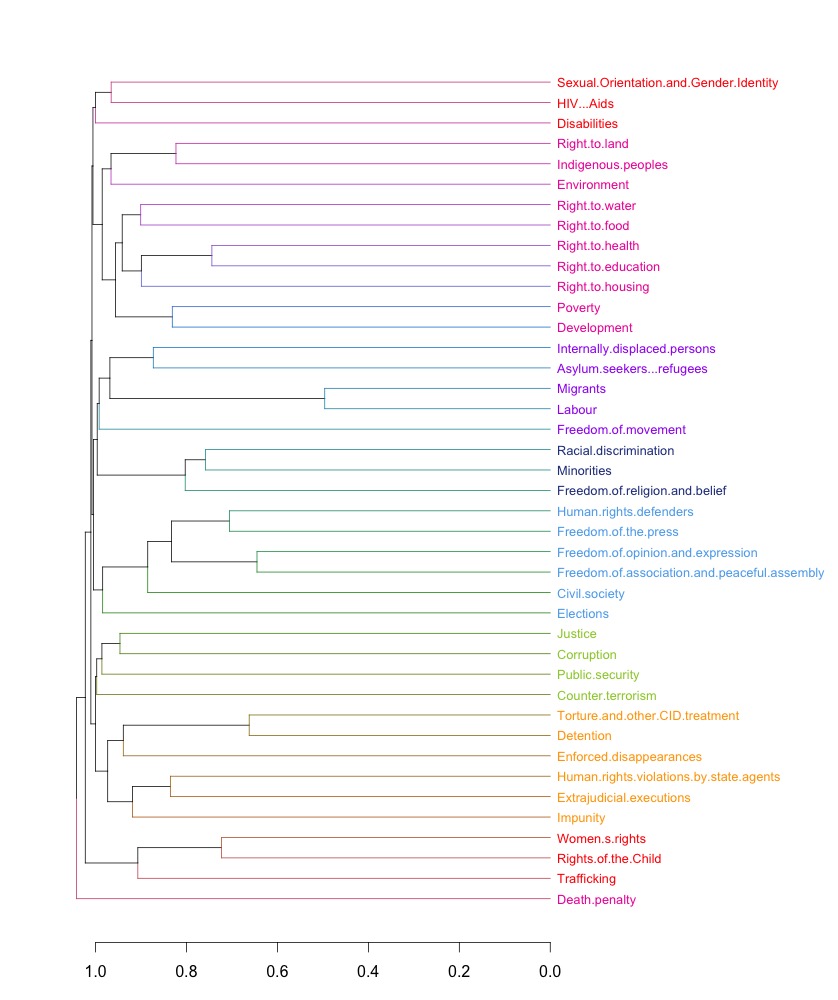 Sexual.Orientation.and.Gender.Identity
HIV...Aids
Disabilities
Right.to.land
Indigenous.peoples
Environment
Right.to.water
Right.to.food
Right.to.health
Right.to.education
Right.to.housing
Poverty
Development
Internally.displaced.persons
Asylum.seekers...refugees
Migrants
Labour
Freedom.of.movement
Racial.discrimination
Minorities
Freedom.of.religion.and.belief
Human.rights.defenders
Freedom.of.the.press
Freedom.of.opinion.and.expression
Freedom.of.association.and.peaceful.assembly
Civil.society
Elections
Justice
Corruption
Public.security
Counter.terrorism
Torture.and.other.CID.treatment
Detention
Enforced.disappearances
Human.rights.violations.by.state.agents
Extrajudicial.executions
Impunity
Women.s.rights
Rights.of.the.Child
Trafficking
Death.penalty
1.0 0.8 0.6 0.4 0.2 0.0